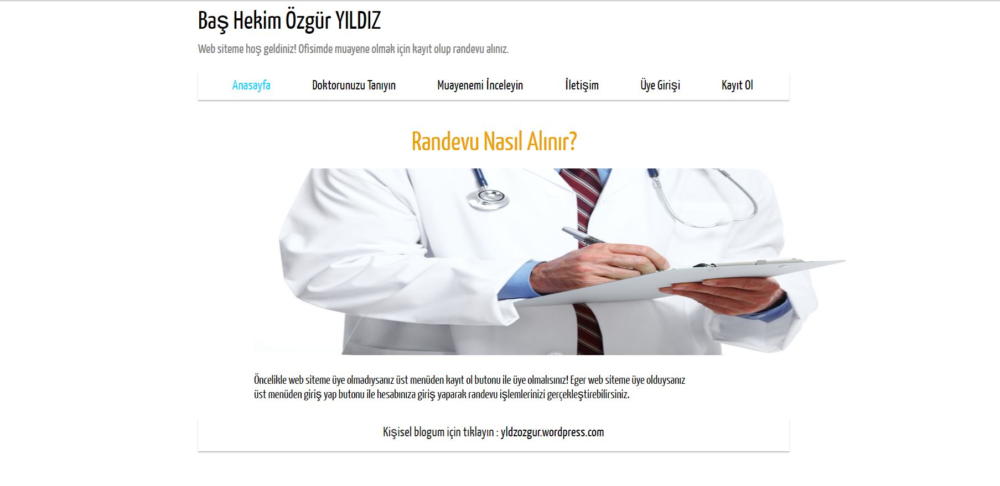 Baş Hekim Özgür YILDIZ
Web siteme hoş geldiniz! Ofisimde muayene olmak için kayıt olup randevu alınız.
Anasayfa Doktorunuzu Tanıyın Muayenemi İnceleyin İletişim Üye Girişi Kayıt Ol
Randevu Nasıl Alınır?
Öncelikle web siteme üye olmadıysanız üst menüden kayıt ol butonu ile üye olmalısınız! Eger web siteme üye olduysanız
üst menüden giriş yap butonu ile hesabınıza giriş yaparak randevu işlemlerinizi gerçekleştirebilirsiniz.
Kişisel blogum için tıklayın : yldzozgur.wordpress.com